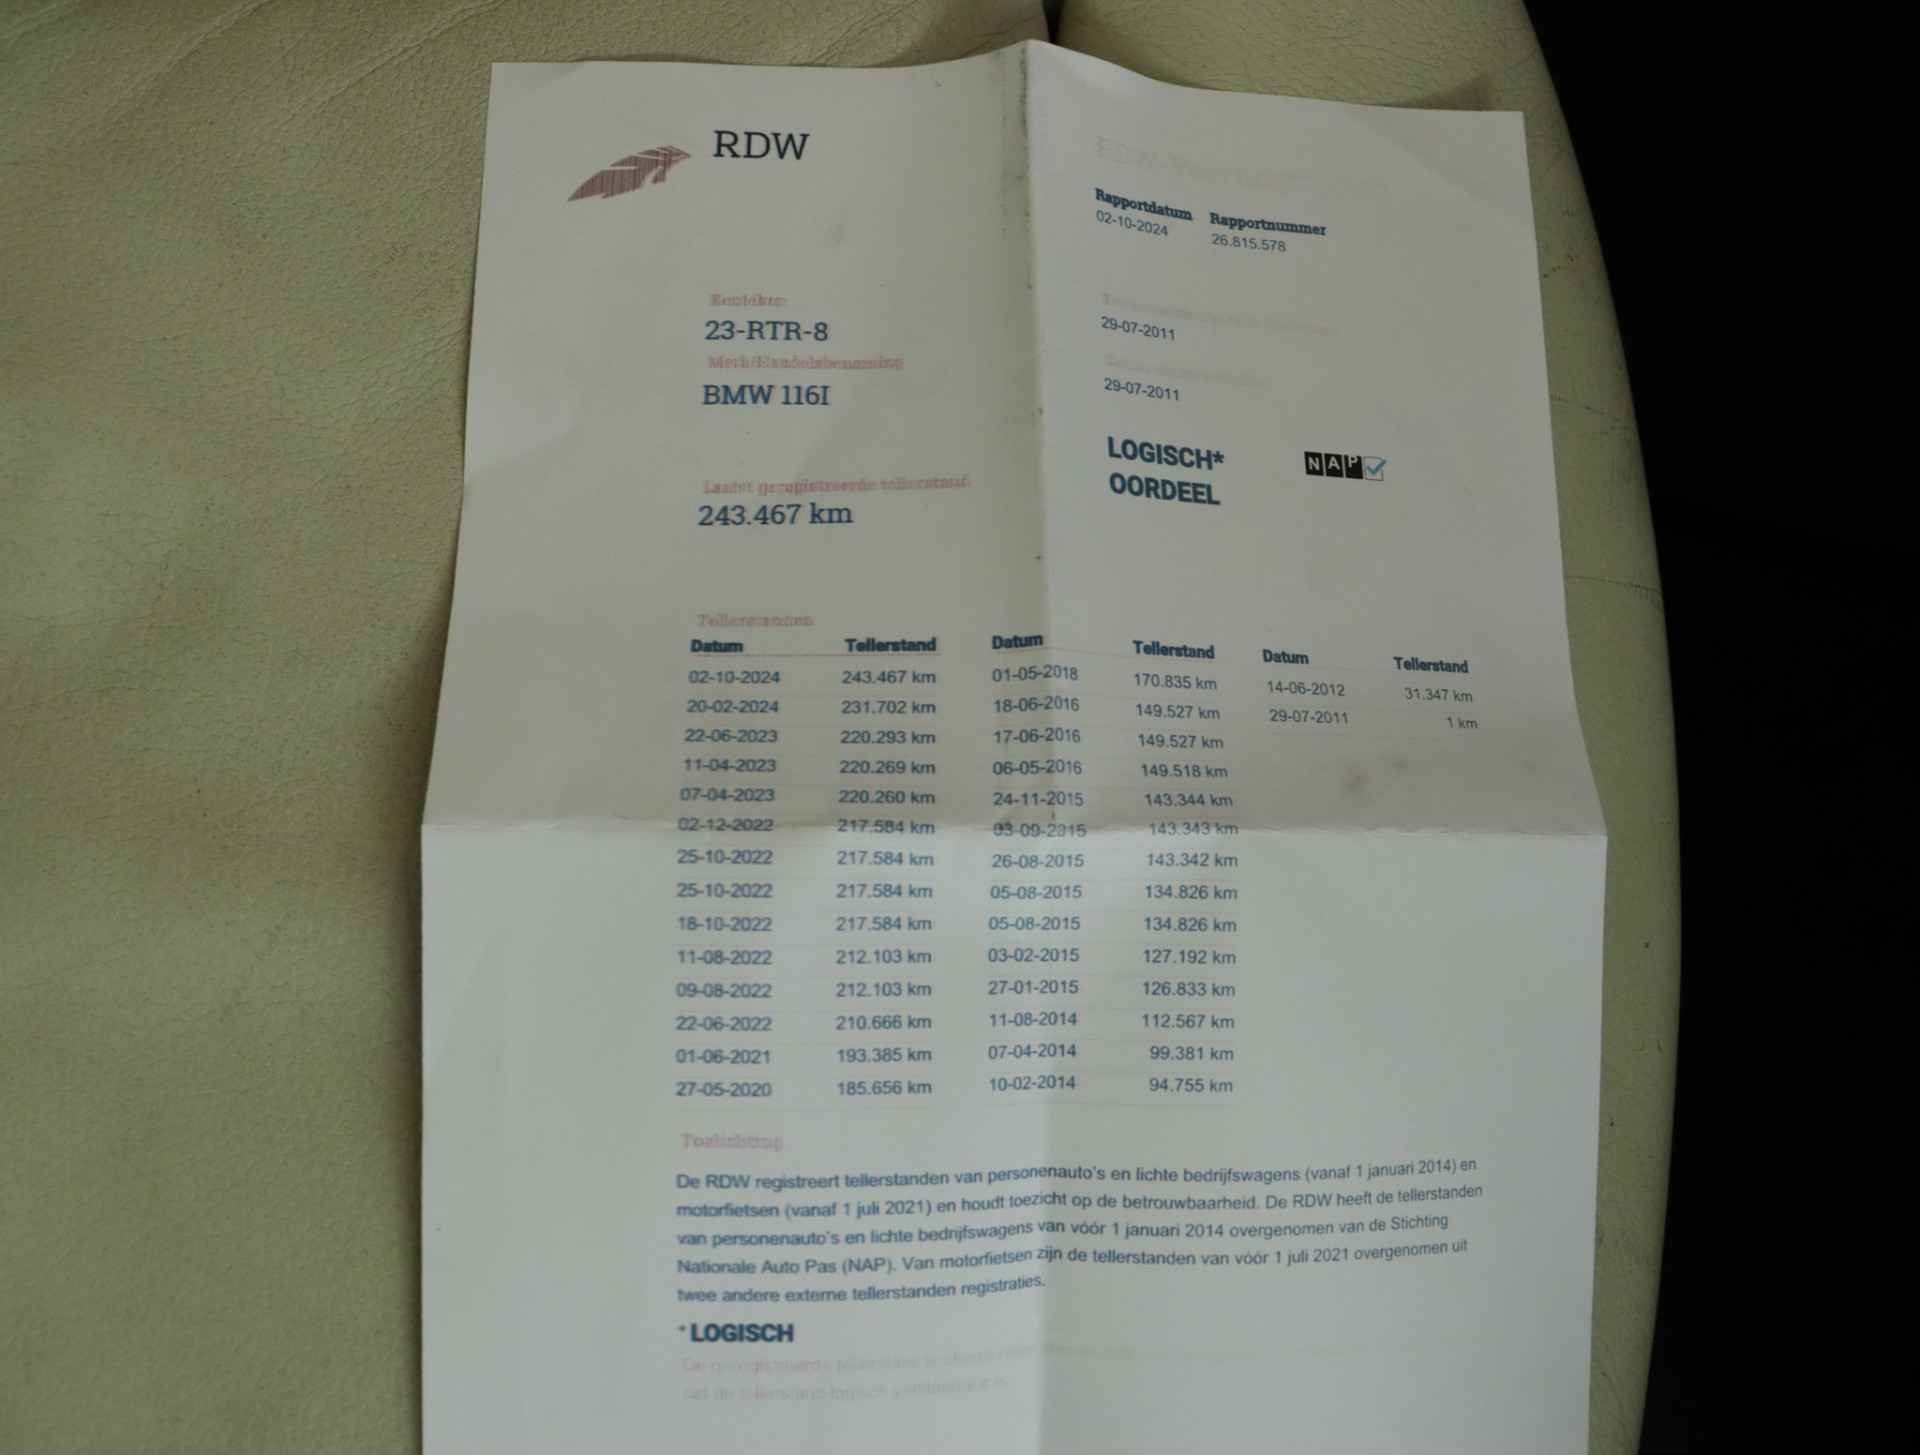 RDW
Rapportdatum Rapportnummer
02-10-2024 26.815.578
Kenteken
23-RTR-8
29-07-2011
Merk/Handelsbenaming
BMW 116I
29-07-2011
LOGISCH*
OORDEEL
NAP
Laatst geregistreerde tellerstand
243.467 km
Tellerstanden
Datum Tellerstand Datum Tellerstand Datum Tellerstand
02-10-2024 243.467 km 01-05-2018 170.835 km 14-06-2012 31.347 km
20-02-2024 231.702 km 18-06-2016 149.527 km 29-07-2011 1 km
22-06-2023 220.293 km 17-06-2016 149.527 km
11-04-2023 220.269 km 06-05-2016 149.518 km
07-04-2023 220.260 km 24-11-2015 143.344 km
02-12-2022 217.584 km 03-09-2015 143.343 km
25-10-2022 217.584 km 26-08-2015 143.342 km
25-10-2022 217.584 km 05-08-2015 134.826 km
18-10-2022 217.584 km 05-08-2015 134.826 km
11-08-2022 212.103 km 03-02-2015 127.192 km
09-08-2022 212.103 km 27-01-2015 126.833 km
22-06-2022 210.666 km 11-08-2014 112.567 km
01-06-2021 193.385 km 07-04-2014 99.381 km
27-05-2020 185.656 km 10-02-2014 94.755 km
Toelichting
De RDW registreert tellerstanden van personenauto's en lichte bedrijfswagens (vanaf 1 januari 2014) en
motorfietsen (vanaf 1 juli 2021) en houdt toezicht op de betrouwbaarheid. De RDW heeft de tellerstanden
van personenauto's en lichte bedrijfswagens van vóór 1 januari 2014 overgenomen van de Stichting
Nationale Auto Pas (NAP). Van motorfietsen zijn de tellerstanden van vóór 1 juli 2021 overgenomen uit
twee andere externe tellerstanden registraties.
* LOGISCH